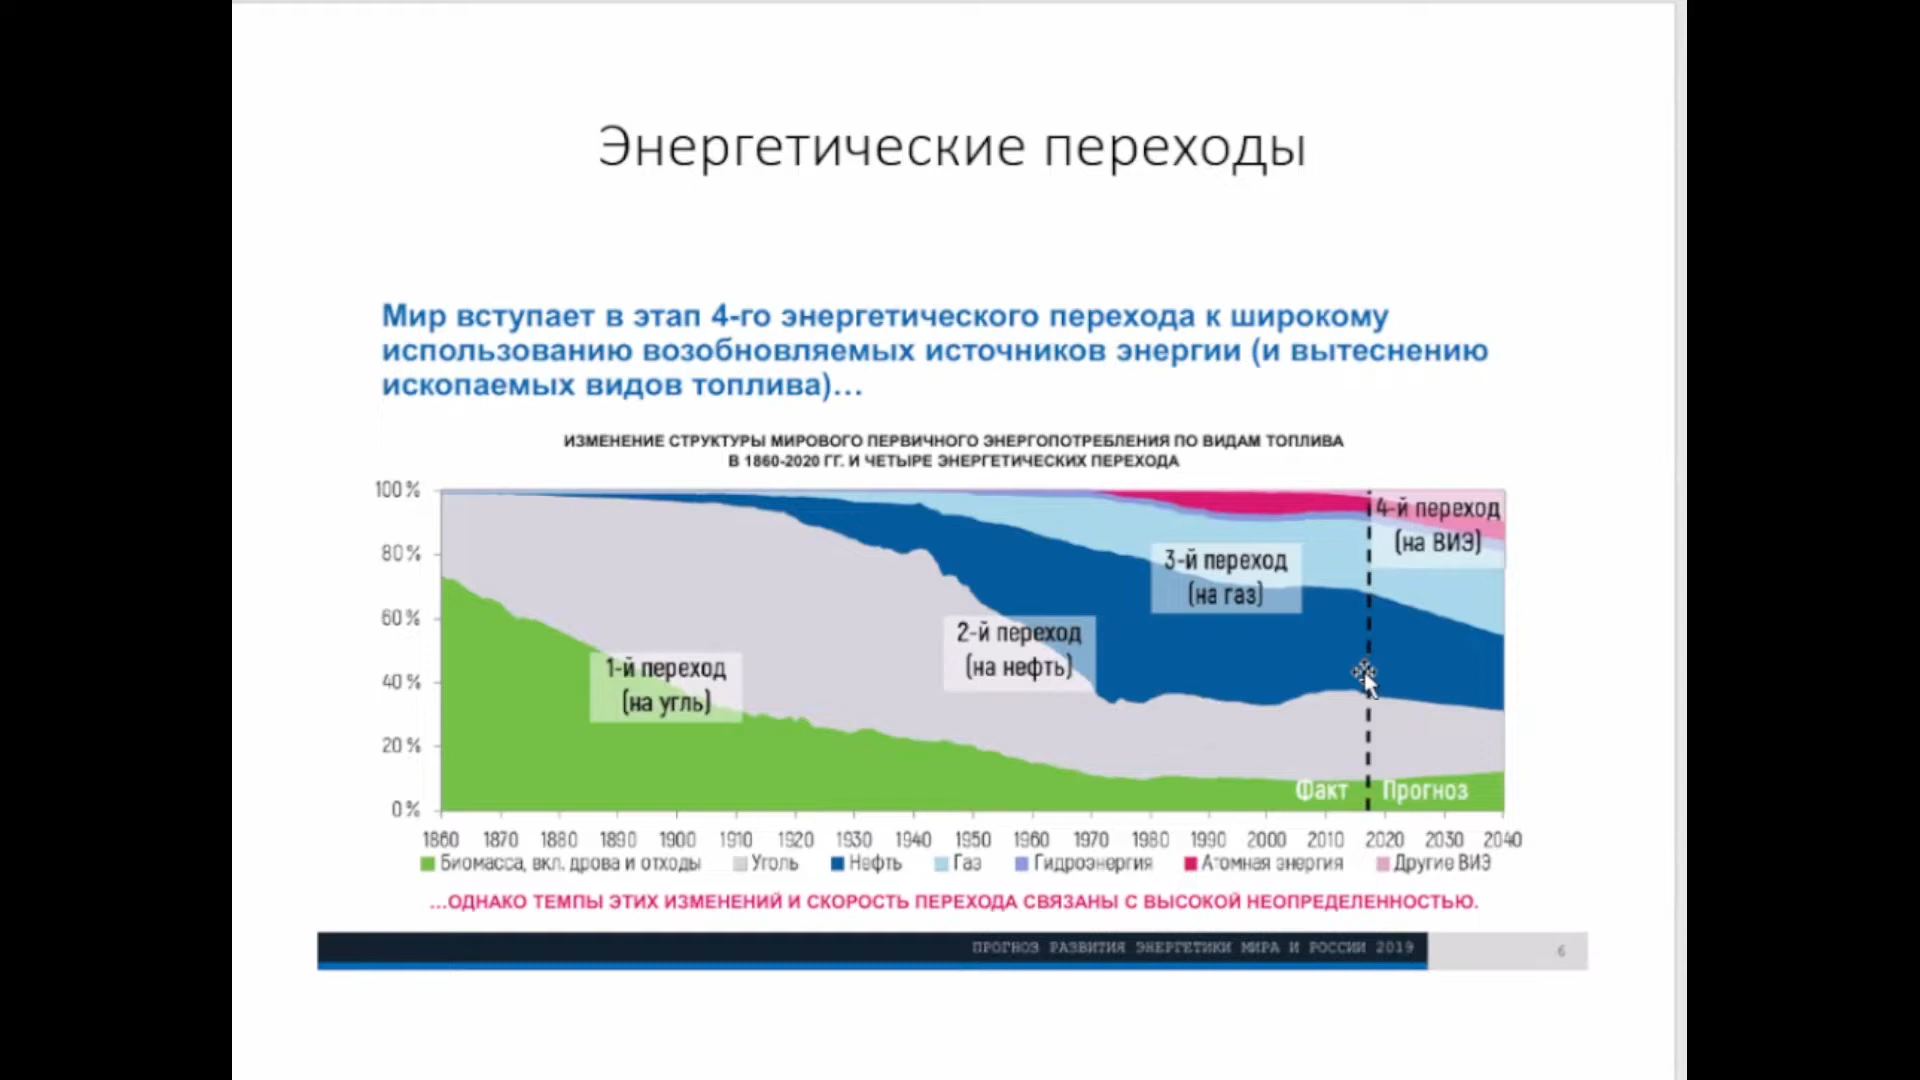 Энергетические переходы
Мир вступает в этап 4-го энергетического перехода к широкому
использованию возобновляемых источников энергии (и вытеснению
ископаемых видов топлива)...
ИЗМЕНЕНИЕ СТРУКТУРЫ МИРОВОГО ПЕРВИЧНОГО ЭНЕРГОПОТРЕБЛЕНИЯ ПО ВИДАМ ТОПЛИВА
В 1860-2020 ГГ. И ЧЕТЫРЕ ЭНЕРГЕТИЧЕСКИХ ПЕРЕХОДА
100%
80%
60%
40%
20%
0%
1-й переход
(на угль)
2-й переход
(на нефть)
3-й переход
(на газ)
4-й переход
(на ВИЭ)
Факт Прогноз
1860 1870 1880 1890 1900 1910 1920 1930 1940 1950 1960 1970 1980 1990 2000 2010 2020 2030 2040
Биомасса, вкл. дрова и отходы Уголь Нефть Газ Гидроэнергия Атомная энергия Другие ВИЭ
...ОДНАКО ТЕМПЫ ЭТИХ ИЗМЕНЕНИЙ И СКОРОСТЬ ПЕРЕХОДА СВЯЗАНЫ С ВЫСОКОЙ НЕОПРЕДЕЛЕННОСТЬЮ.
ПРОГНОЗ РАЗВИТИЯ ЭНЕРГЕТИКИ МИРА И РОССИИ 2019
6